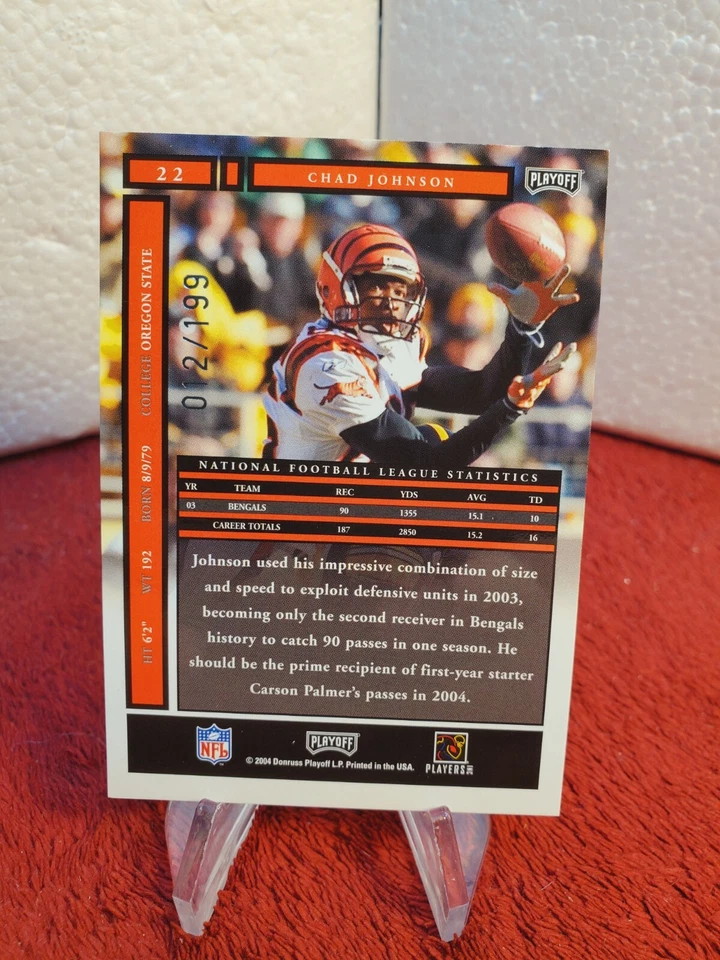 22
CHAD JOHNSON
PLAYOFF
HT 6'2" WT 192 BORN 8/9/79 COLLEGE OREGON STATE
012/199
NATIONAL FOOTBALL LEAGUE STATISTICS
YR TEAM REC YDS AVG TD
03 BENGALS 90 1355 15.1 10
CAREER TOTALS 187 2850 15.2 16
Johnson used his impressive combination of size
and speed to exploit defensive units in 2003,
becoming only the second receiver in Bengals
history to catch 90 passes in one season. He
should be the prime recipient of first-year starter
Carson Palmer's passes in 2004.
NFL
PLAYOFF
PLAYERS INC
© 2004 Donruss Playoff L.P. Printed in the USA.